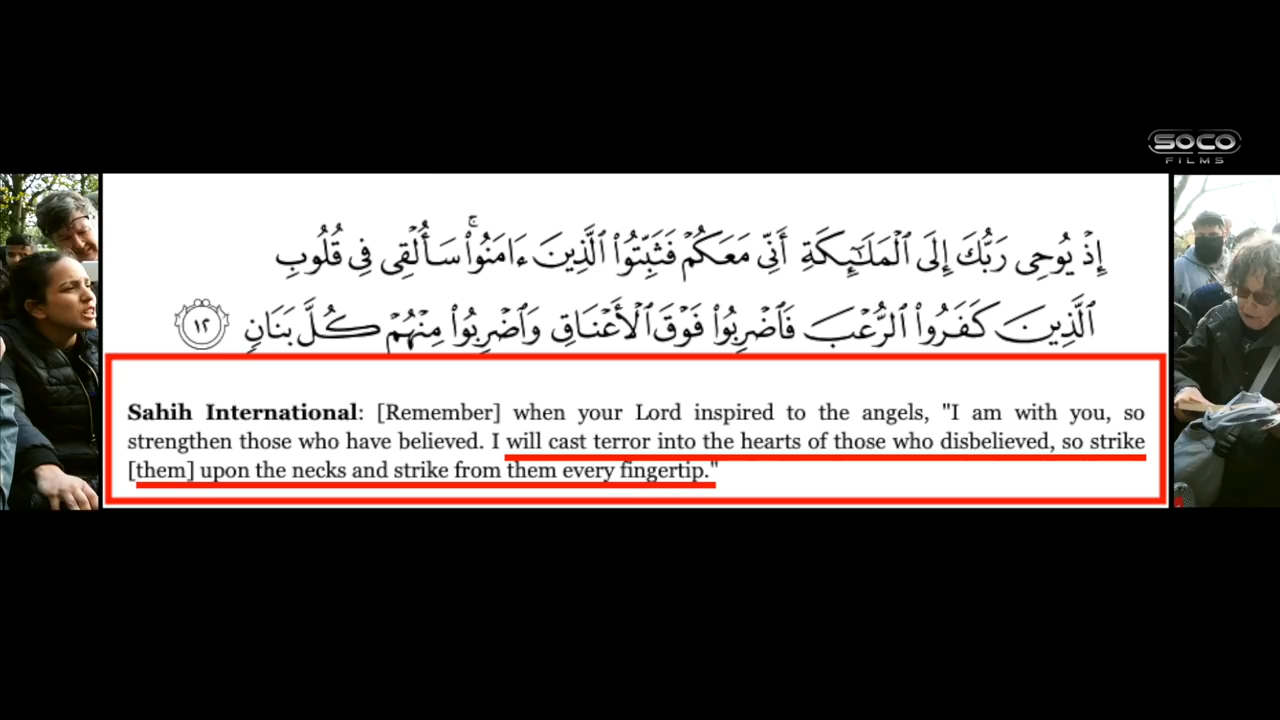 SOCO
FILMS
إِذْ يُوحِى رَبُّكَ إِلَى ٱلْمَلَـٰٓئِكَةِ أَنِّى مَعَكُمْ فَثَبِّتُوا۟ ٱلَّذِينَ ءَامَنُوا۟ ۚ سَأُلْقِى فِى قُلُوبِ
ٱلَّذِينَ كَفَرُوا۟ ٱلرُّعْبَ فَٱضْرِبُوا۟ فَوْقَ ٱلْأَعْنَاقِ وَٱضْرِبُوا۟ مِنْهُمْ كُلَّ بَنَانٍ ١٢
Sahih International: [Remember] when your Lord inspired to the angels, "I am with you, so
strengthen those who have believed. I will cast terror into the hearts of those who disbelieved, so strike
[them] upon the necks and strike from them every fingertip."